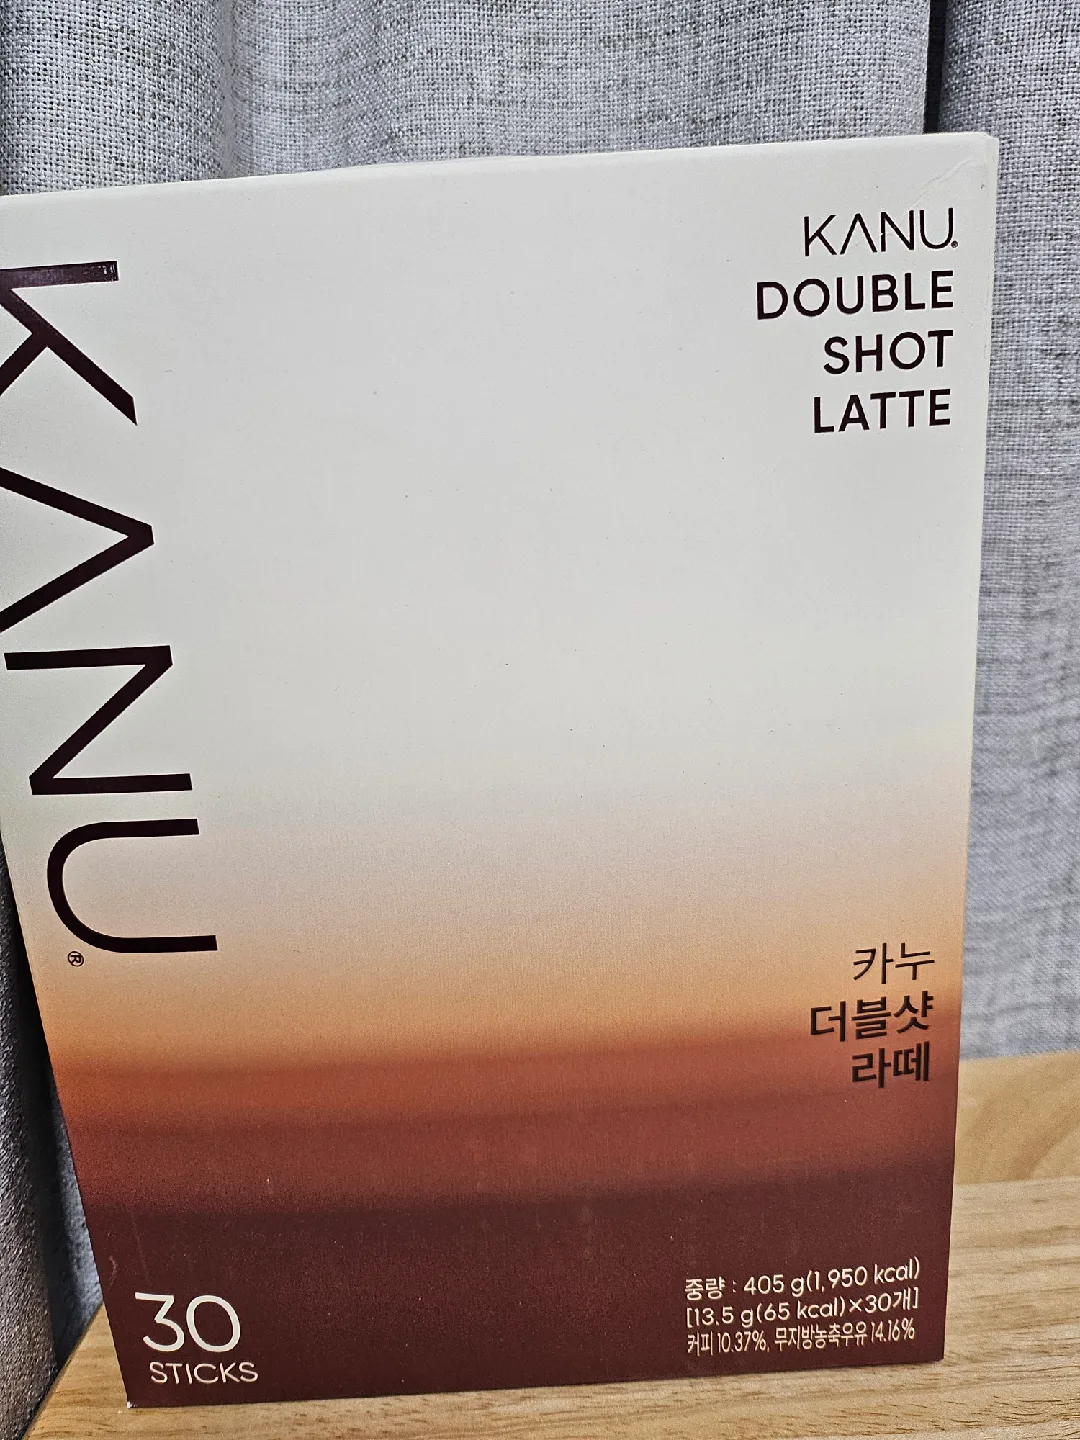 KANU®
KANU.
DOUBLE
SHOT
LATTE
카누
더블샷
라떼
30
STICKS
중량 : 405 g(1,950 kcal)
[13.5 g(65 kcal)×30개]
커피 10.37%, 무지방농축우유 14.16%